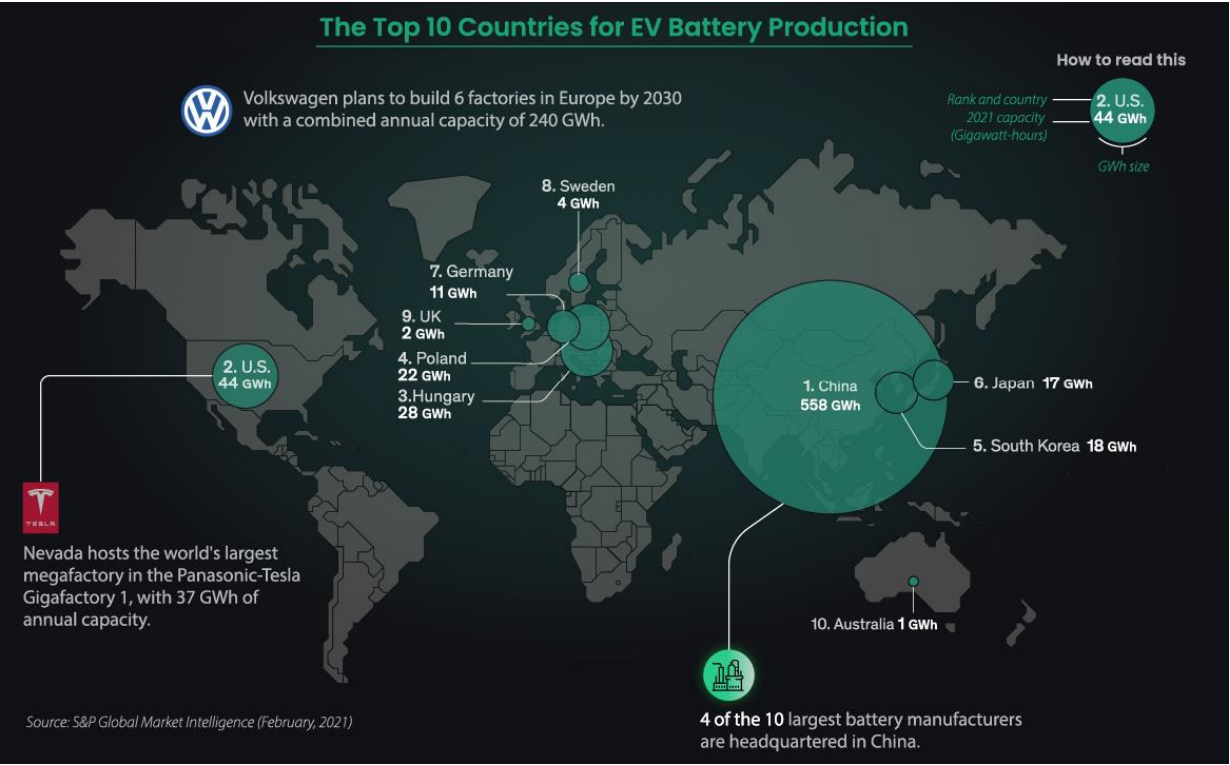 The Top 10 Countries for EV Battery Production
How to read this
Rank and country
2021 capacity
(Gigawatt-hours)
2. U.S.
44 GWh
GWh size
Volkswagen plans to build 6 factories in Europe by 2030
with a combined annual capacity of 240 GWh.
8. Sweden
4 GWh
7. Germany
11 GWh
9. UK
2 GWh
4. Poland
22 GWh
3.Hungary
28 GWh
2. U.S.
44 GWh
1. China
558 GWh
6. Japan 17 GWh
5. South Korea 18 GWh
TESLA
Nevada hosts the world's largest
megafactory in the Panasonic-Tesla
Gigafactory 1, with 37 GWh of
annual capacity.
10. Australia 1 GWh
4 of the 10 largest battery manufacturers
are headquartered in China.
Source: S&P Global Market Intelligence (February, 2021)